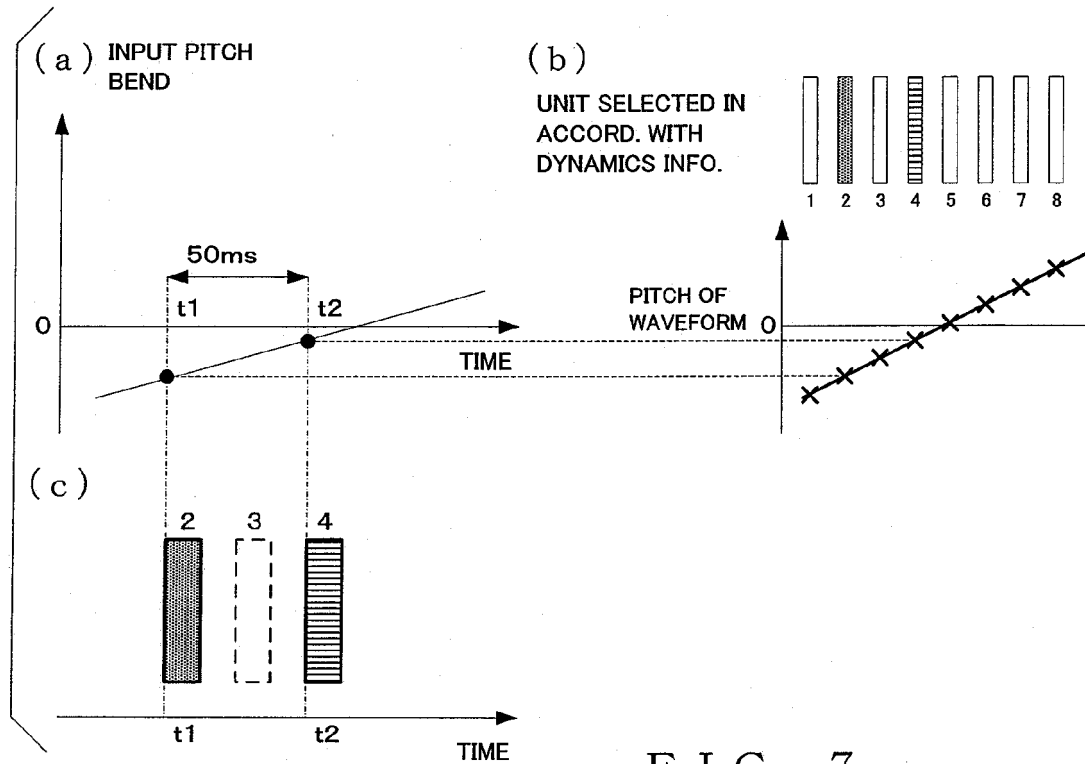 (a) INPUT PITCH
BEND
50ms
t1 t2
0
TIME
(b)
UNIT SELECTED IN
ACCORD. WITH
DYNAMICS INFO.
1 2 3 4 5 6 7 8
PITCH OF
WAVEFORM 0
(c)
2 3 4
t1 t2
TIME
FIG. 7